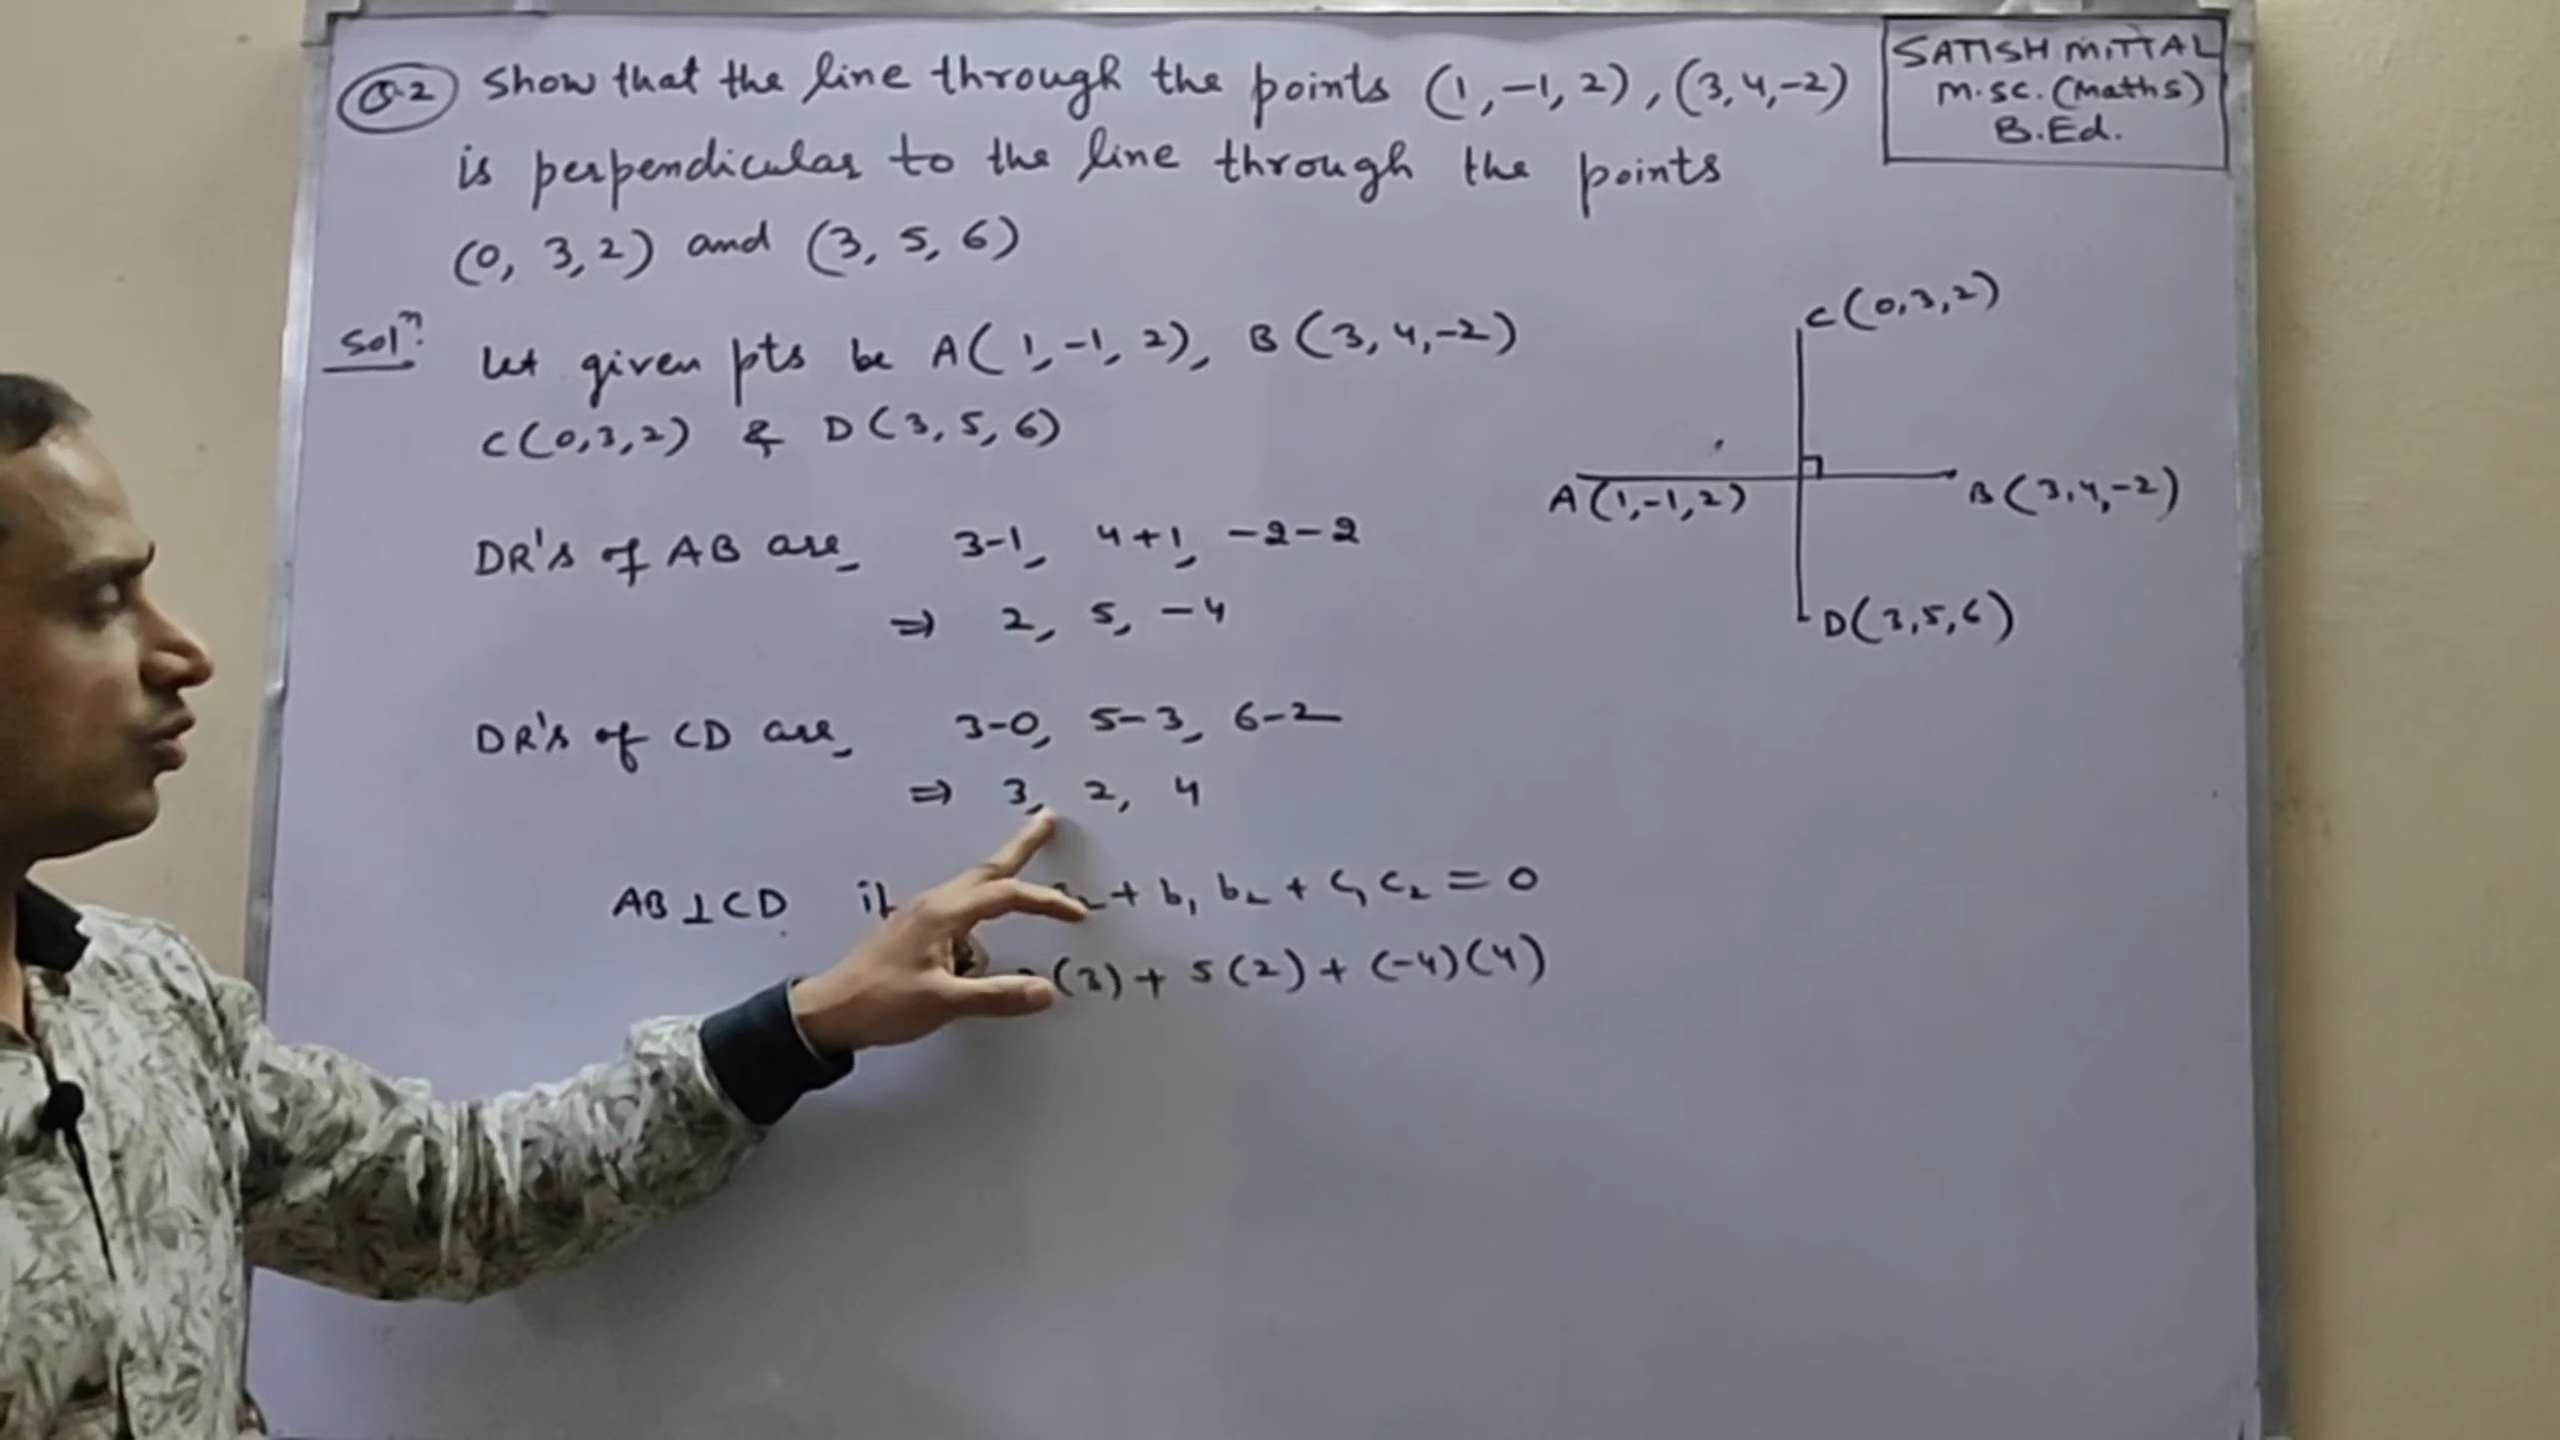 Q.2 Show that the line through the points (1,-1,2), (3,4,-2)
is perpendicular to the line through the points
(0, 3, 2) and (3, 5, 6)
SATISH MITTAL
M.Sc. (Maths)
B.Ed.
Solⁿ: Let given pts be A(1,-1,2), B(3,4,-2)
C(0,3,2) & D(3,5,6)
DR's of AB are, 3-1, 4+1, -2-2
⇒ 2, 5, -4
DR's of CD are, 3-0, 5-3, 6-2
⇒ 3, 2, 4
AB⊥CD if + b₁ b₂ + c₁ c₂ = 0
(3) + 5(2) + (-4)(4)
C(0,3,2)
A(1,-1,2)
B(3,4,-2)
D(3,5,6)